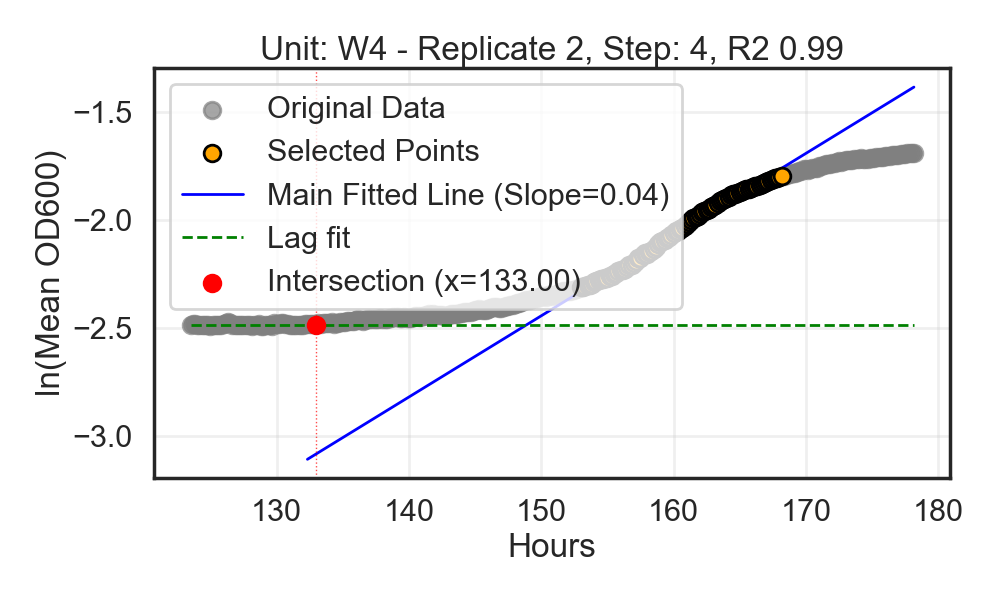 Unit: W4 - Replicate 2, Step: 4, R2 0.99
Original Data
Selected Points
Main Fitted Line (Slope=0.04)
Lag fit
Intersection (x=133.00)
ln(Mean OD600)
−1.5
−2.0
−2.5
−3.0
130 140 150 160 170 180
Hours